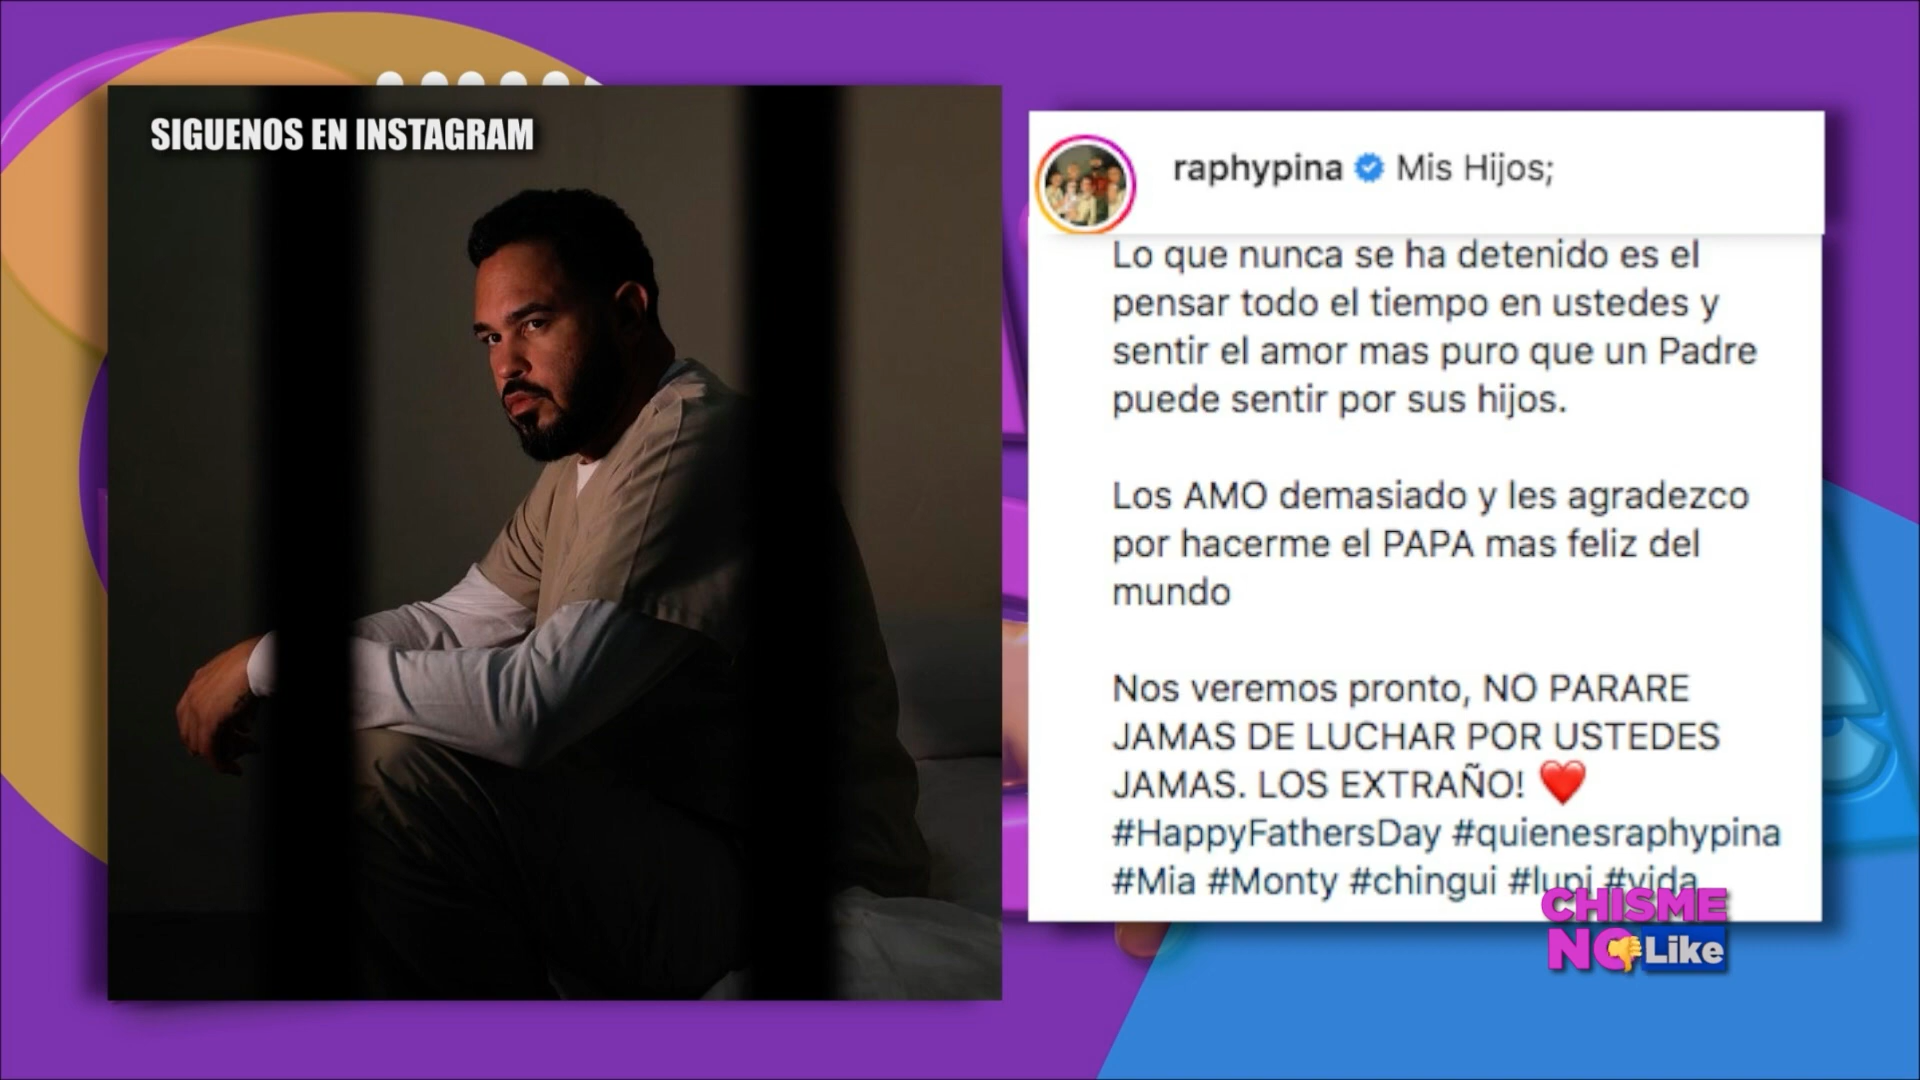 SIGUENOS EN INSTAGRAM
raphypina Mis Hijos;
Lo que nunca se ha detenido es el
pensar todo el tiempo en ustedes y
sentir el amor mas puro que un Padre
puede sentir por sus hijos.
Los AMO demasiado y les agradezco
por hacerme el PAPA mas feliz del
mundo
Nos veremos pronto, NO PARARE
JAMAS DE LUCHAR POR USTEDES
JAMAS. LOS EXTRAÑO! ❤️
#HappyFathersDay #quienesraphypina
#Mia #Monty #chingui #lupi #vida
CHISME
NO Like